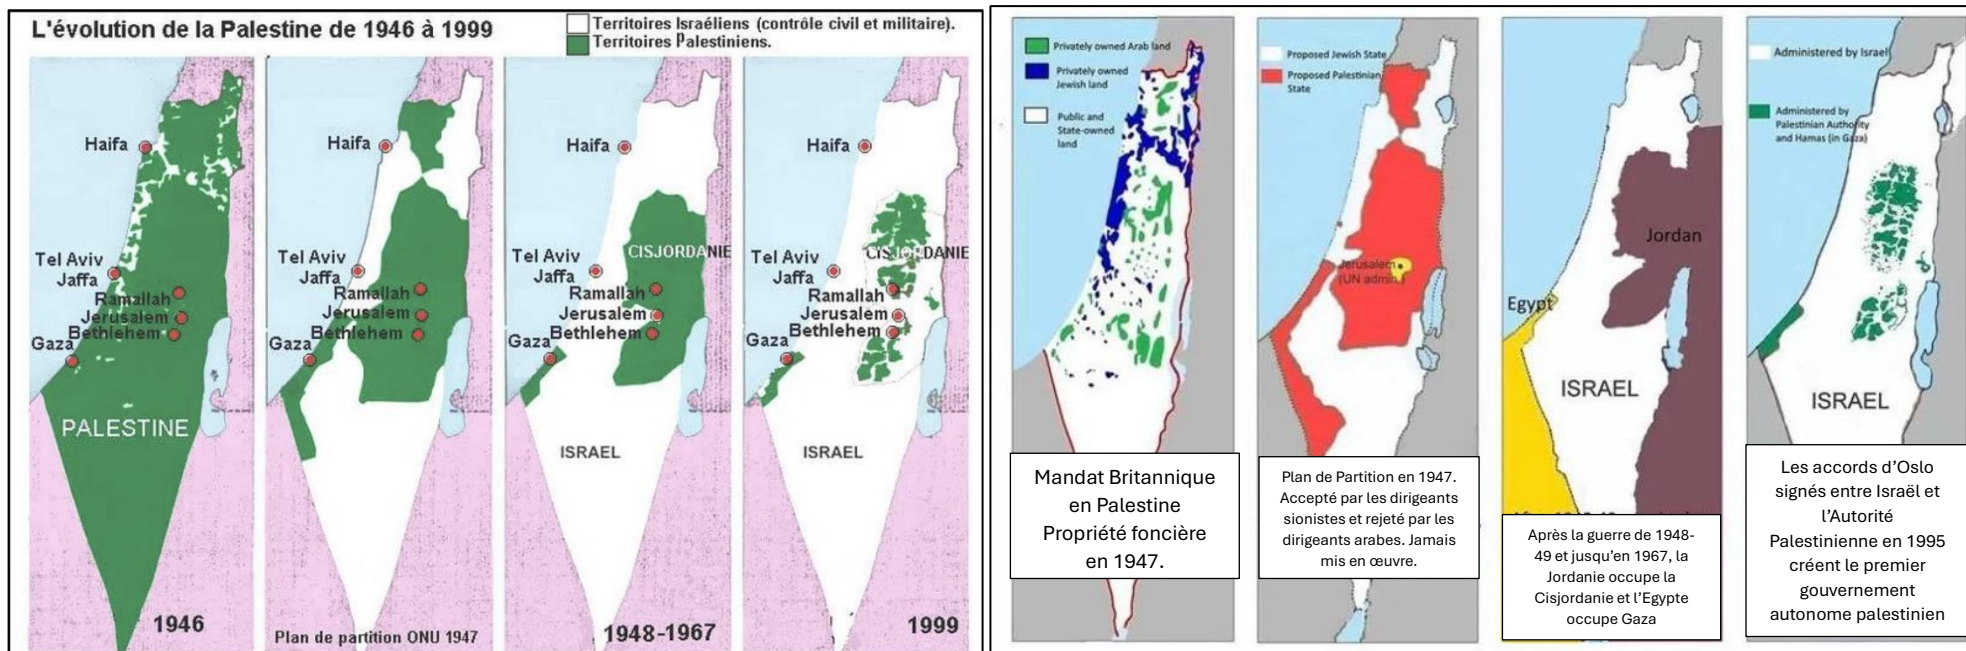 L'évolution de la Palestine de 1946 à 1999
Territoires Israéliens (contrôle civil et militaire).
Territoires Palestiniens.
Haifa
Tel Aviv
Jaffa
Ramallah
Jerusalem
Bethlehem
Gaza
PALESTINE
1946
Haifa
Tel Aviv
Jaffa
Ramallah
Jerusalem
Bethlehem
Gaza
Plan de partition ONU 1947
Haifa
CISJORDANIE
Tel Aviv
Jaffa
Ramallah
Jerusalem
Bethlehem
Gaza
ISRAEL
1948-1967
Haifa
CISJORDANIE
Tel Aviv
Jaffa
Ramallah
Jerusalem
Bethlehem
Gaza
ISRAEL
1999
Privately owned Arab land
Privately owned
Jewish land
Public and
State-owned
land
Mandat Britannique
en Palestine
Propriété foncière
en 1947.
Proposed Jewish State
Proposed Palestinian
State
Jerusalem
(UN admin.)
Plan de Partition en 1947.
Accepté par les dirigeants
sionistes et rejeté par les
dirigeants arabes. Jamais
mis en œuvre.
Jordan
Egypt
ISRAEL
Après la guerre de 1948-
49 et jusqu'en 1967, la
Jordanie occupe la
Cisjordanie et l'Egypte
occupe Gaza
Administered by Israel
Administered by
Palestinian Authority
and Hamas (in Gaza)
ISRAEL
Les accords d'Oslo
signés entre Israël et
l'Autorité
Palestinienne en 1995
créent le premier
gouvernement
autonome palestinien